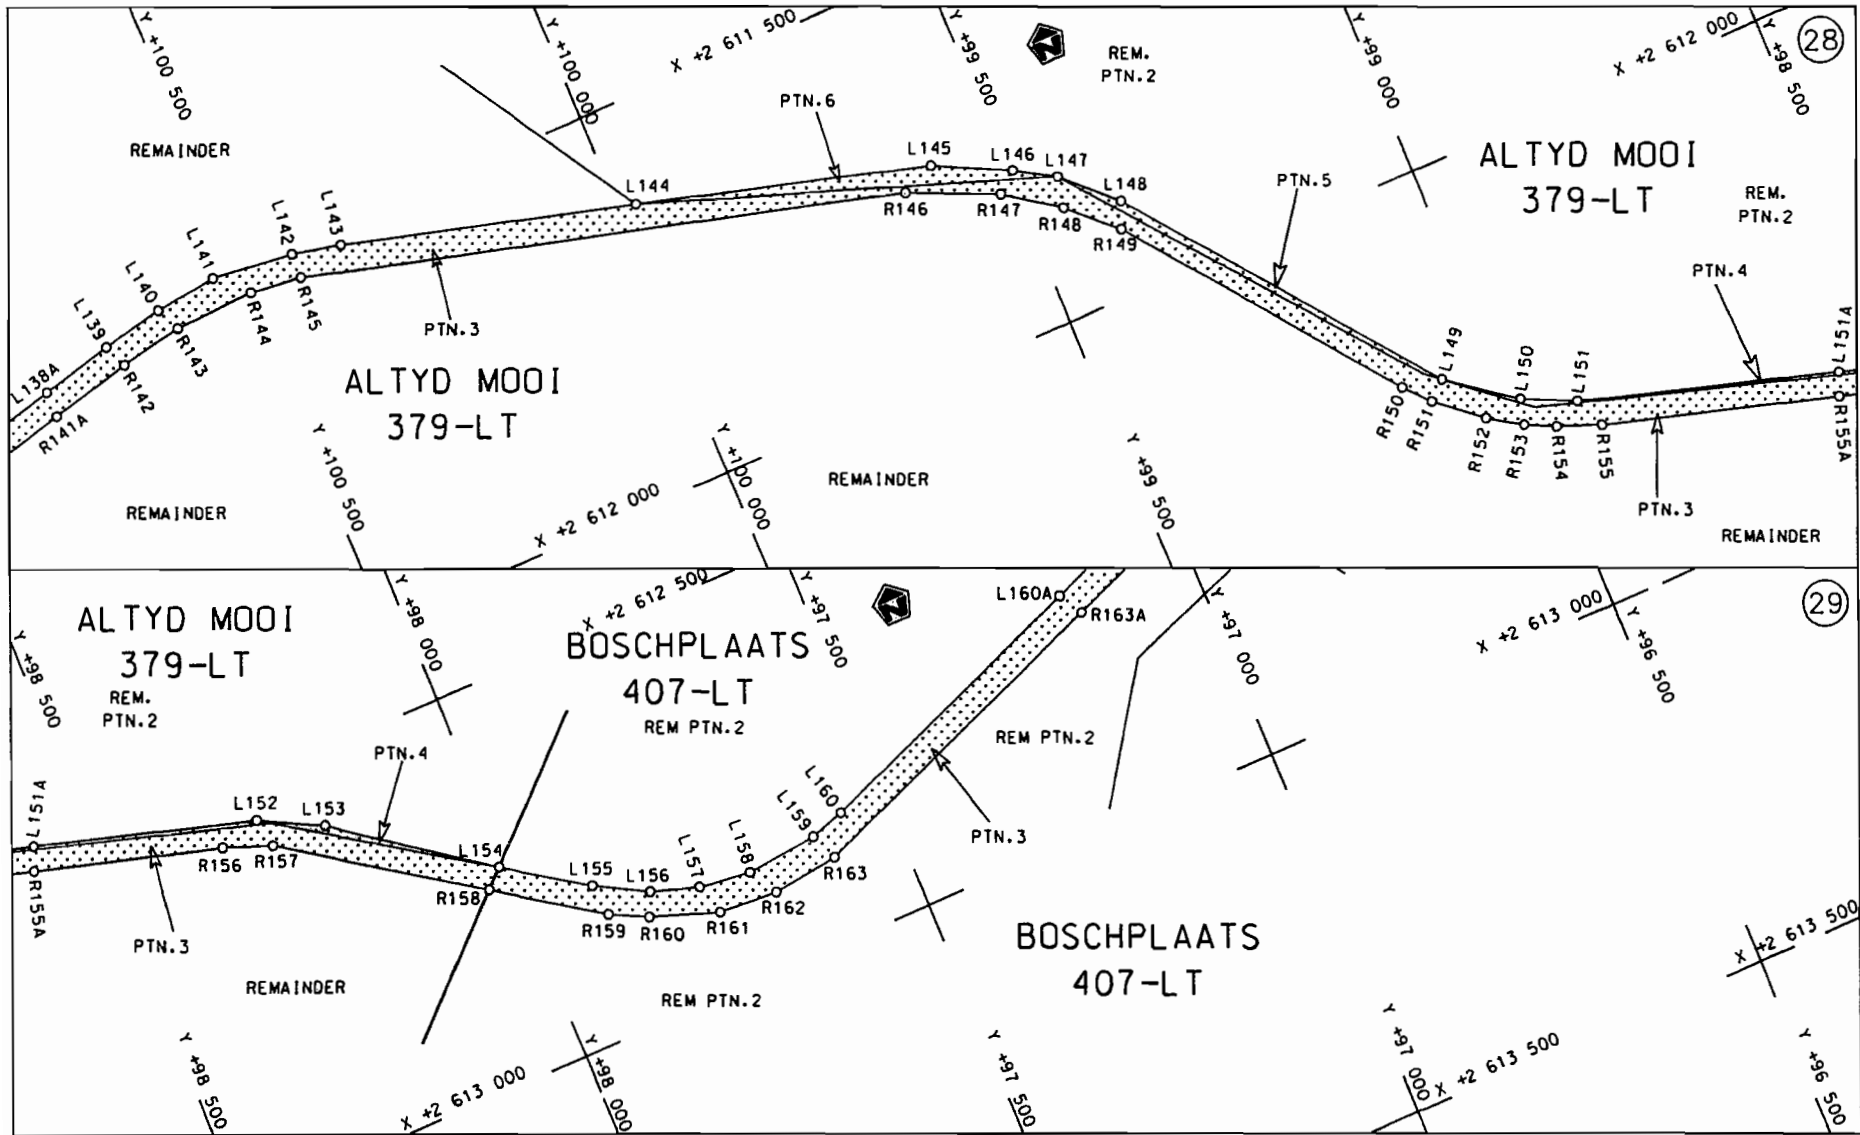 Y +100 500
Y +100 000
X +2 611 500
Y +99 500
REM.
PTN.2
Y +99 000
X +2 612 000
Y +98 500
28
REMAINDER
PTN.6
L144
L145
L146
L147
L148
PTN.5
ALTYD MOOI
379-LT
REM.
PTN.2
R146
R147
R148
R149
L143
L142
L141
L140
L139
L138A
R145
R144
R143
R142
R141A
PTN.3
PTN.4
L149
L150
L151
L151A
R150
R151
R152
R153
R154
R155
R155A
ALTYD MOOI
379-LT
Y +100 500
X +2 612 000
Y +100 000
REMAINDER
Y +99 500
PTN.3
REMAINDER
REMAINDER
ALTYD MOOI
379-LT
REM.
PTN.2
Y +98 500
Y +98 000
X +2 612 500
Y +97 500
BOSCHPLAATS
407-LT
REM PTN.2
L160A
R163A
Y +97 000
X +2 613 000
Y +96 500
29
REM PTN.2
PTN.4
L151A
L152
L153
L154
L155
L156
L157
L158
L159
L160
PTN.3
R155A
R156
R157
R158
R159
R160
R161
R162
R163
PTN.3
REMAINDER
REM PTN.2
BOSCHPLAATS
407-LT
X +2 613 500
Y +98 500
X +2 613 000
Y +98 000
Y +97 500
Y +97 000
X +2 613 500
Y +96 500